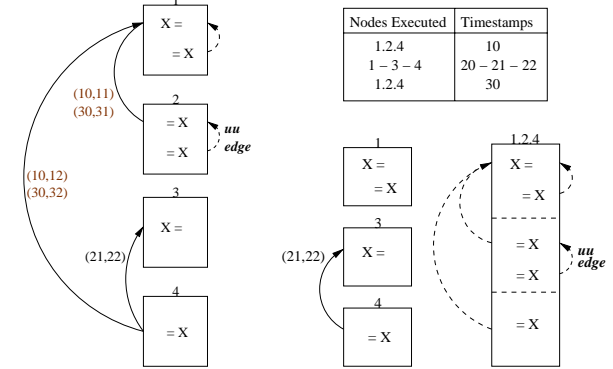 1
X =
= X
(10,11)
(30,31)
2
= X
= X
uu
edge
(10,12)
(30,32)
3
X =
(21,22)
4
= X
Nodes Executed Timestamps
1.2.4 10
1 – 3 – 4 20 – 21 – 22
1.2.4 30
1
X =
= X
3
X =
(21,22)
4
= X
1.2.4
X =
= X
= X
= X
uu
edge
= X